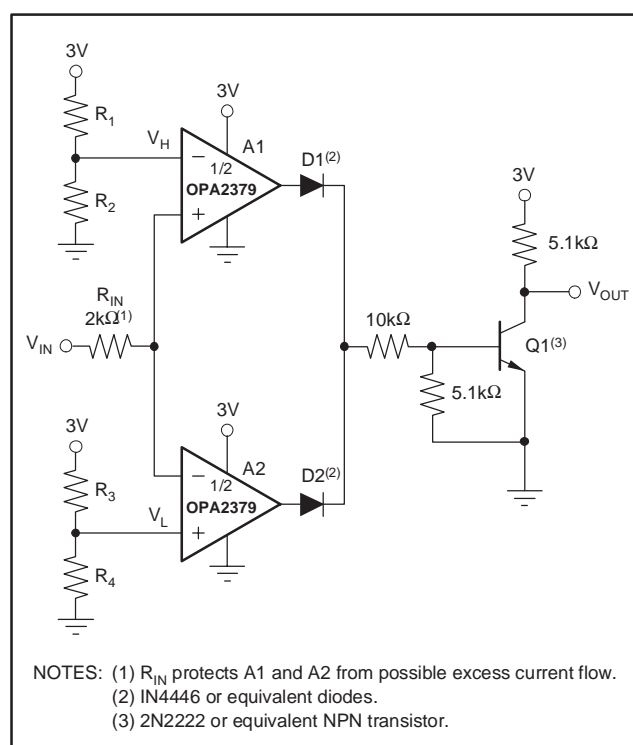 3V
R1
VH
R2
3V
A1
1/2
OPA2379
−
+
D1(2)
RIN
2kΩ(1)
VIN
3V
R3
VL
R4
3V
A2
1/2
OPA2379
−
+
D2(2)
10kΩ
5.1kΩ
3V
5.1kΩ
VOUT
Q1(3)
NOTES: (1) RIN protects A1 and A2 from possible excess current flow.
(2) IN4446 or equivalent diodes.
(3) 2N2222 or equivalent NPN transistor.